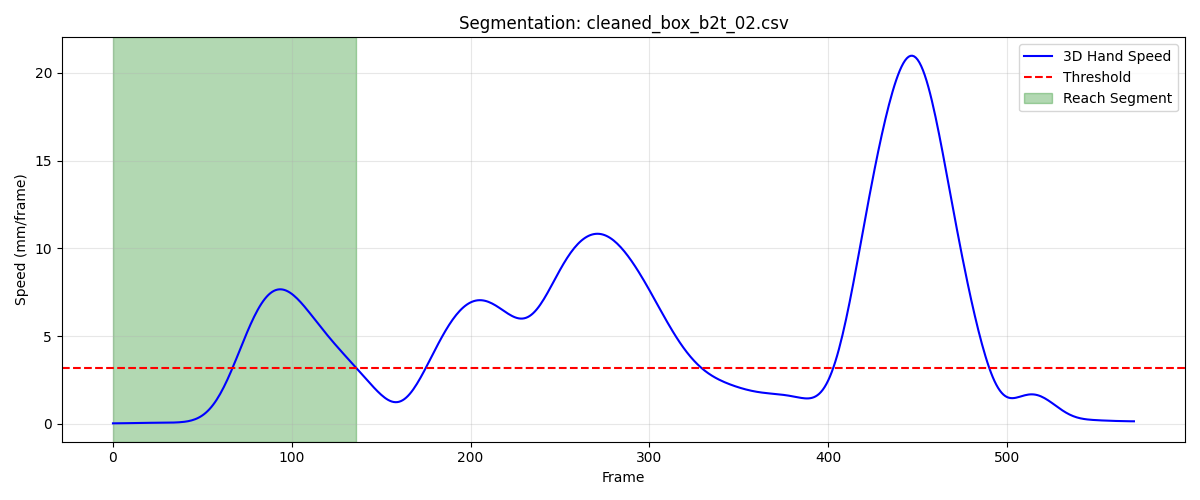 Segmentation: cleaned_box_b2t_02.csv
3D Hand Speed
Threshold
Reach Segment
Speed (mm/frame)
20
15
10
5
0
0 100 200 300 400 500
Frame